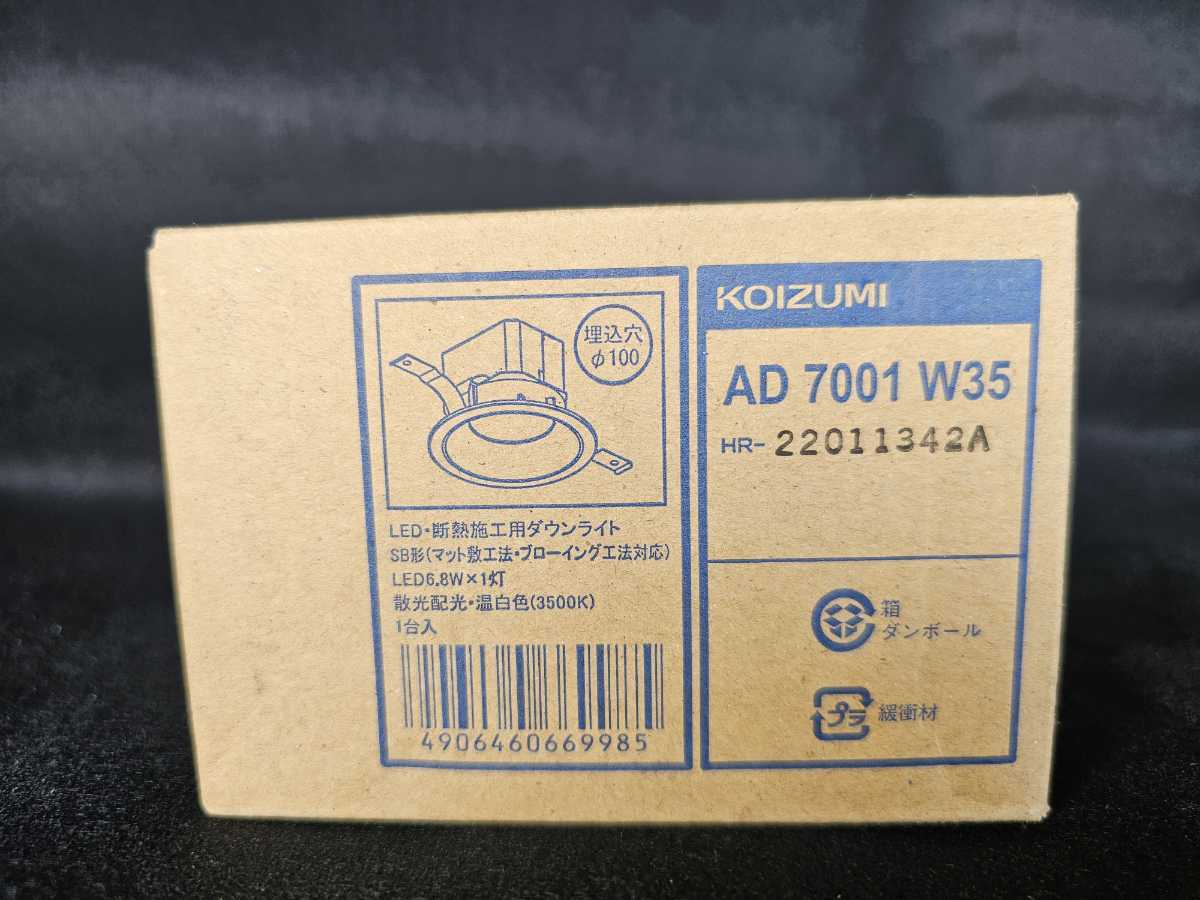 埋込穴
φ100
LED・断熱施工用ダウンライト
SB形(マット敷工法・ブローイング工法対応)
LED6.8W×1灯
散光配光・温白色(3500K)
1台入
4906460669985
KOIZUMI
AD 7001 W35
HR- 22011342A
箱
ダンボール
プラ 緩衝材